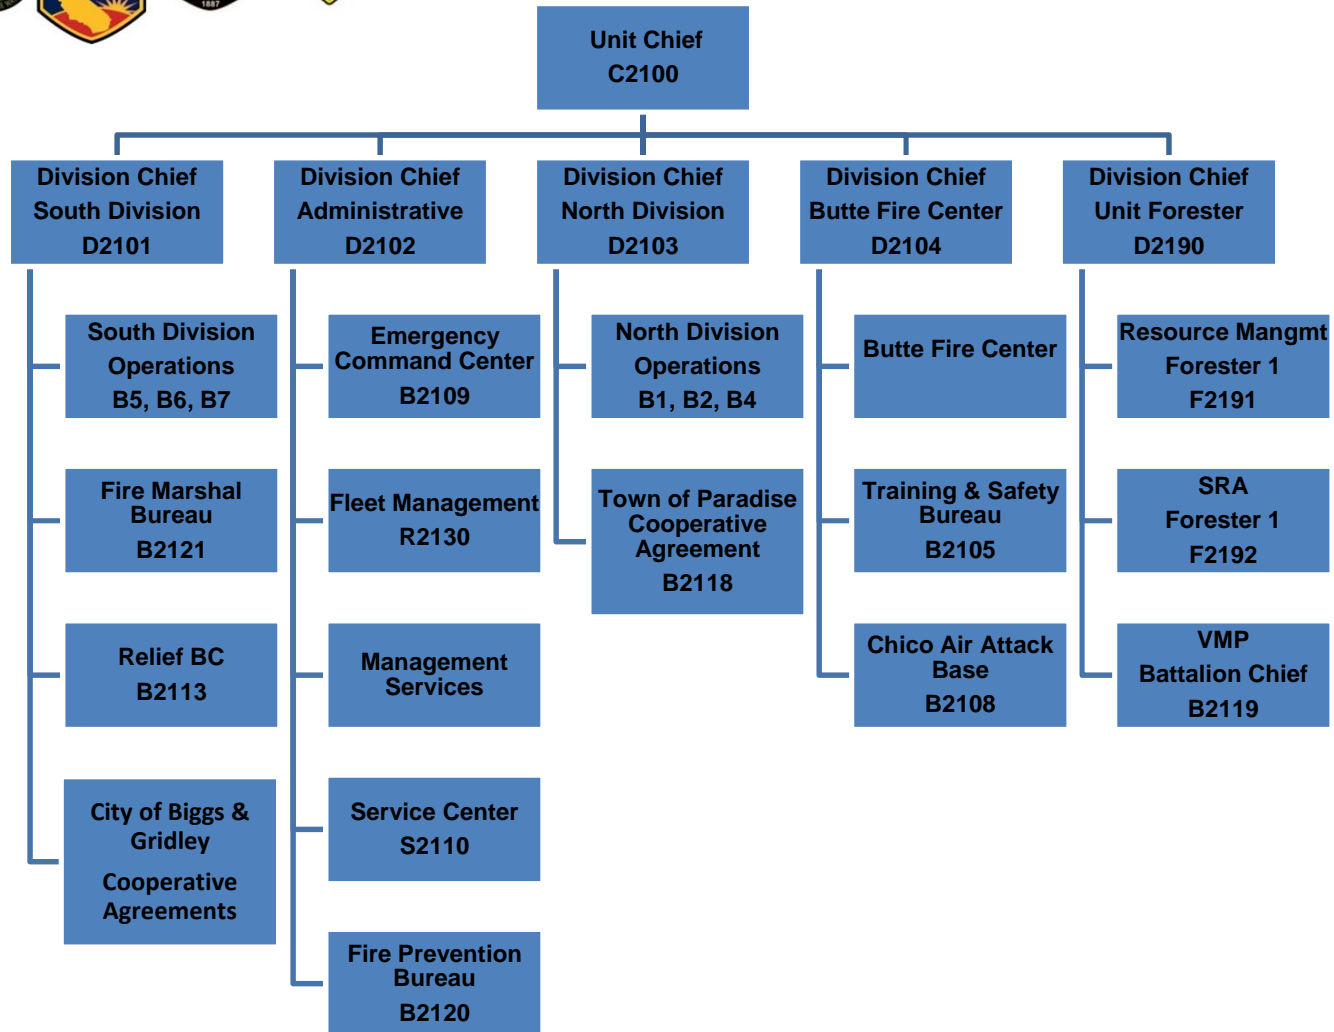 1887
Unit Chief
C2100
Division Chief
South Division
D2101
Division Chief
Administrative
D2102
Division Chief
North Division
D2103
Division Chief
Butte Fire Center
D2104
Division Chief
Unit Forester
D2190
South Division
Operations
B5, B6, B7
Emergency
Command Center
B2109
North Division
Operations
B1, B2, B4
Butte Fire Center
Resource Mangmt
Forester 1
F2191
Fire Marshal
Bureau
B2121
Fleet Management
R2130
Town of Paradise
Cooperative
Agreement
B2118
Training & Safety
Bureau
B2105
SRA
Forester 1
F2192
Relief BC
B2113
Management
Services
Chico Air Attack
Base
B2108
VMP
Battalion Chief
B2119
City of Biggs &
Gridley
Cooperative
Agreements
Service Center
S2110
Fire Prevention
Bureau
B2120